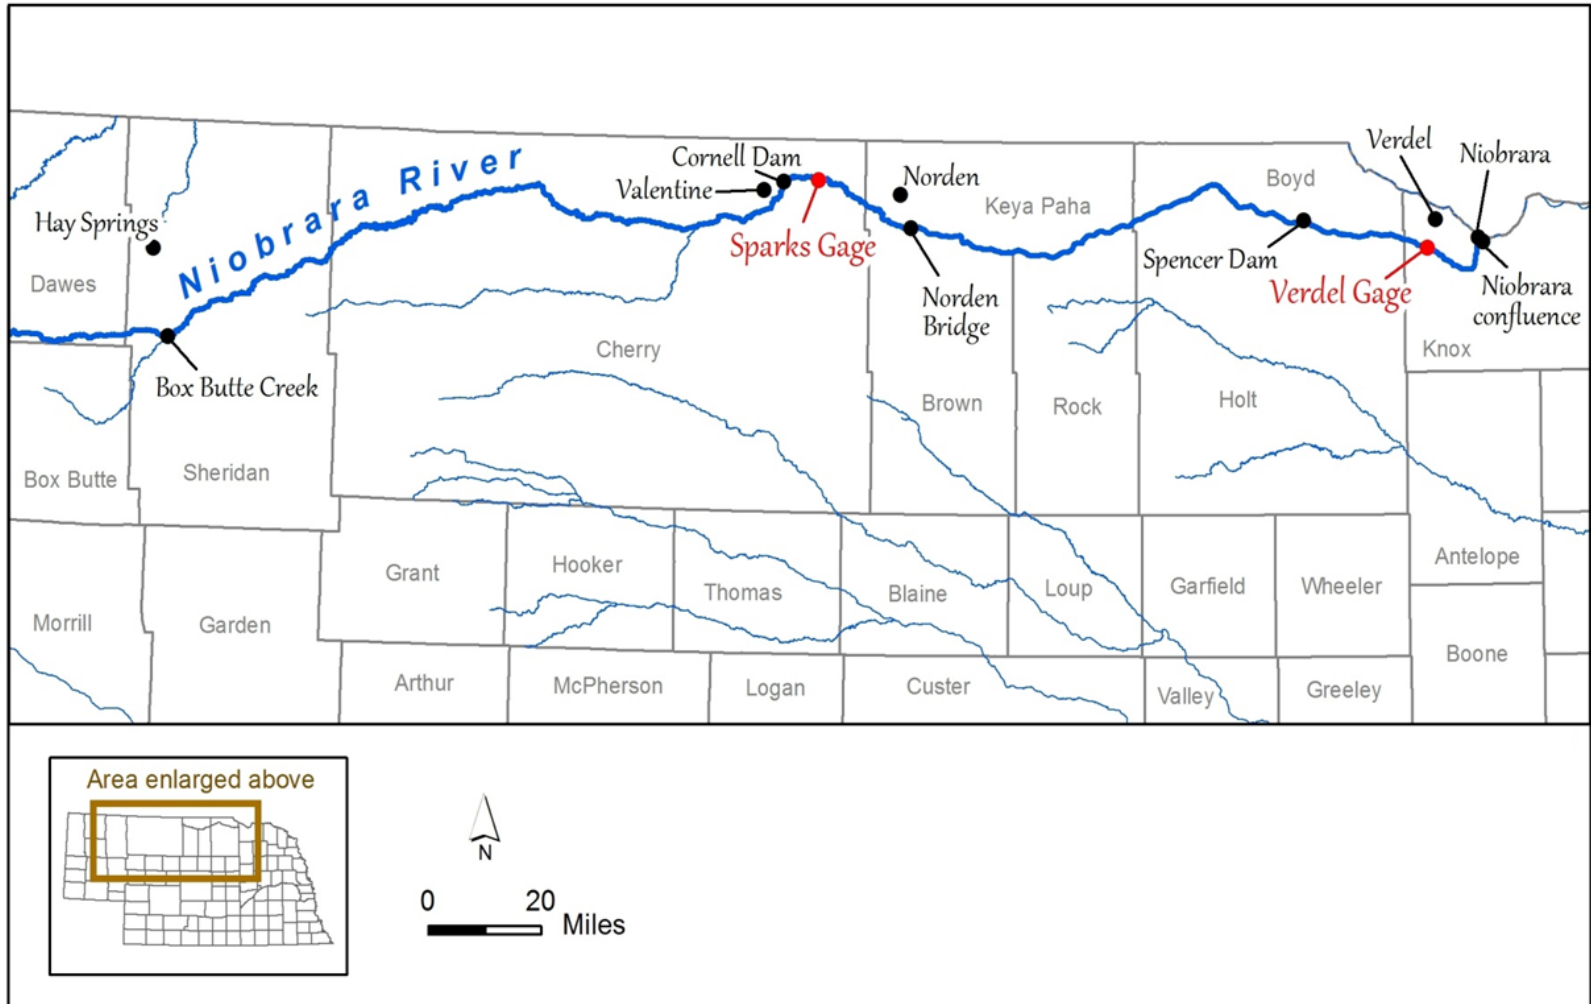 Verdel
Niobrara
Cornell Dam
Niobrara River
Valentine
Norden
Boyd
Keya Paha
Hay Springs
Sparks Gage
Spencer Dam
Dawes
Verdel Gage
Niobrara
confluence
Norden
Bridge
Cherry
Knox
Box Butte Creek
Brown
Rock
Holt
Box Butte
Sheridan
Antelope
Grant
Hooker
Thomas
Blaine
Loup
Garfield
Wheeler
Morrill
Garden
Boone
Arthur
McPherson
Logan
Custer
Valley
Greeley
Area enlarged above
N
0 20
Miles